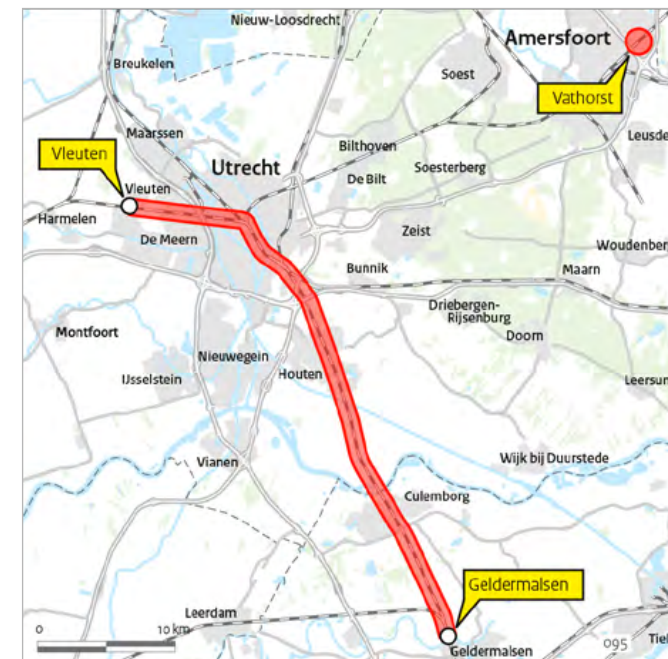 Nieuw-Loosdrecht
Amersfoort
Breukelen
Soest
Vathorst
Maarssen
Leusde
Vleuten
Bilthoven
Utrecht
Soesterberg
De Bilt
Vleuten
Harmelen
De Meern
Zeist
Woudenber
Bunnik
Maarn
Driebergen-
Rijsenburg
Montfoort
Doorn
Nieuwegein
Houten
IJsselstein
Leersun
Vianen
Wijk bij Duurstede
Culemborg
Geldermalsen
Leerdam
0
10 km
095
Tiel
Geldermalsen